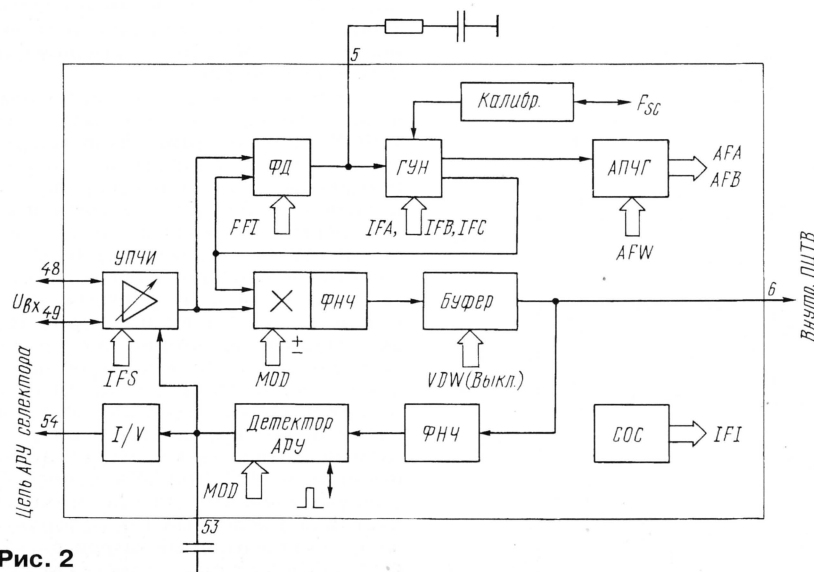 5
Калибр.
F_SC
ФД
ГУН
АПЧГ
AFA
AFB
FFI
IFA, IFB, IFC
AFW
УПЧИ
48
Uвх
49
IFS
×
ФНЧ
±
MOD
Буфер
VDW (Выкл.)
6
Внутр. ПЦТВ
Цепь АРУ селектора
54
I/V
Детектор
АРУ
MOD
ФНЧ
СОС
IFI
53
Рис. 2